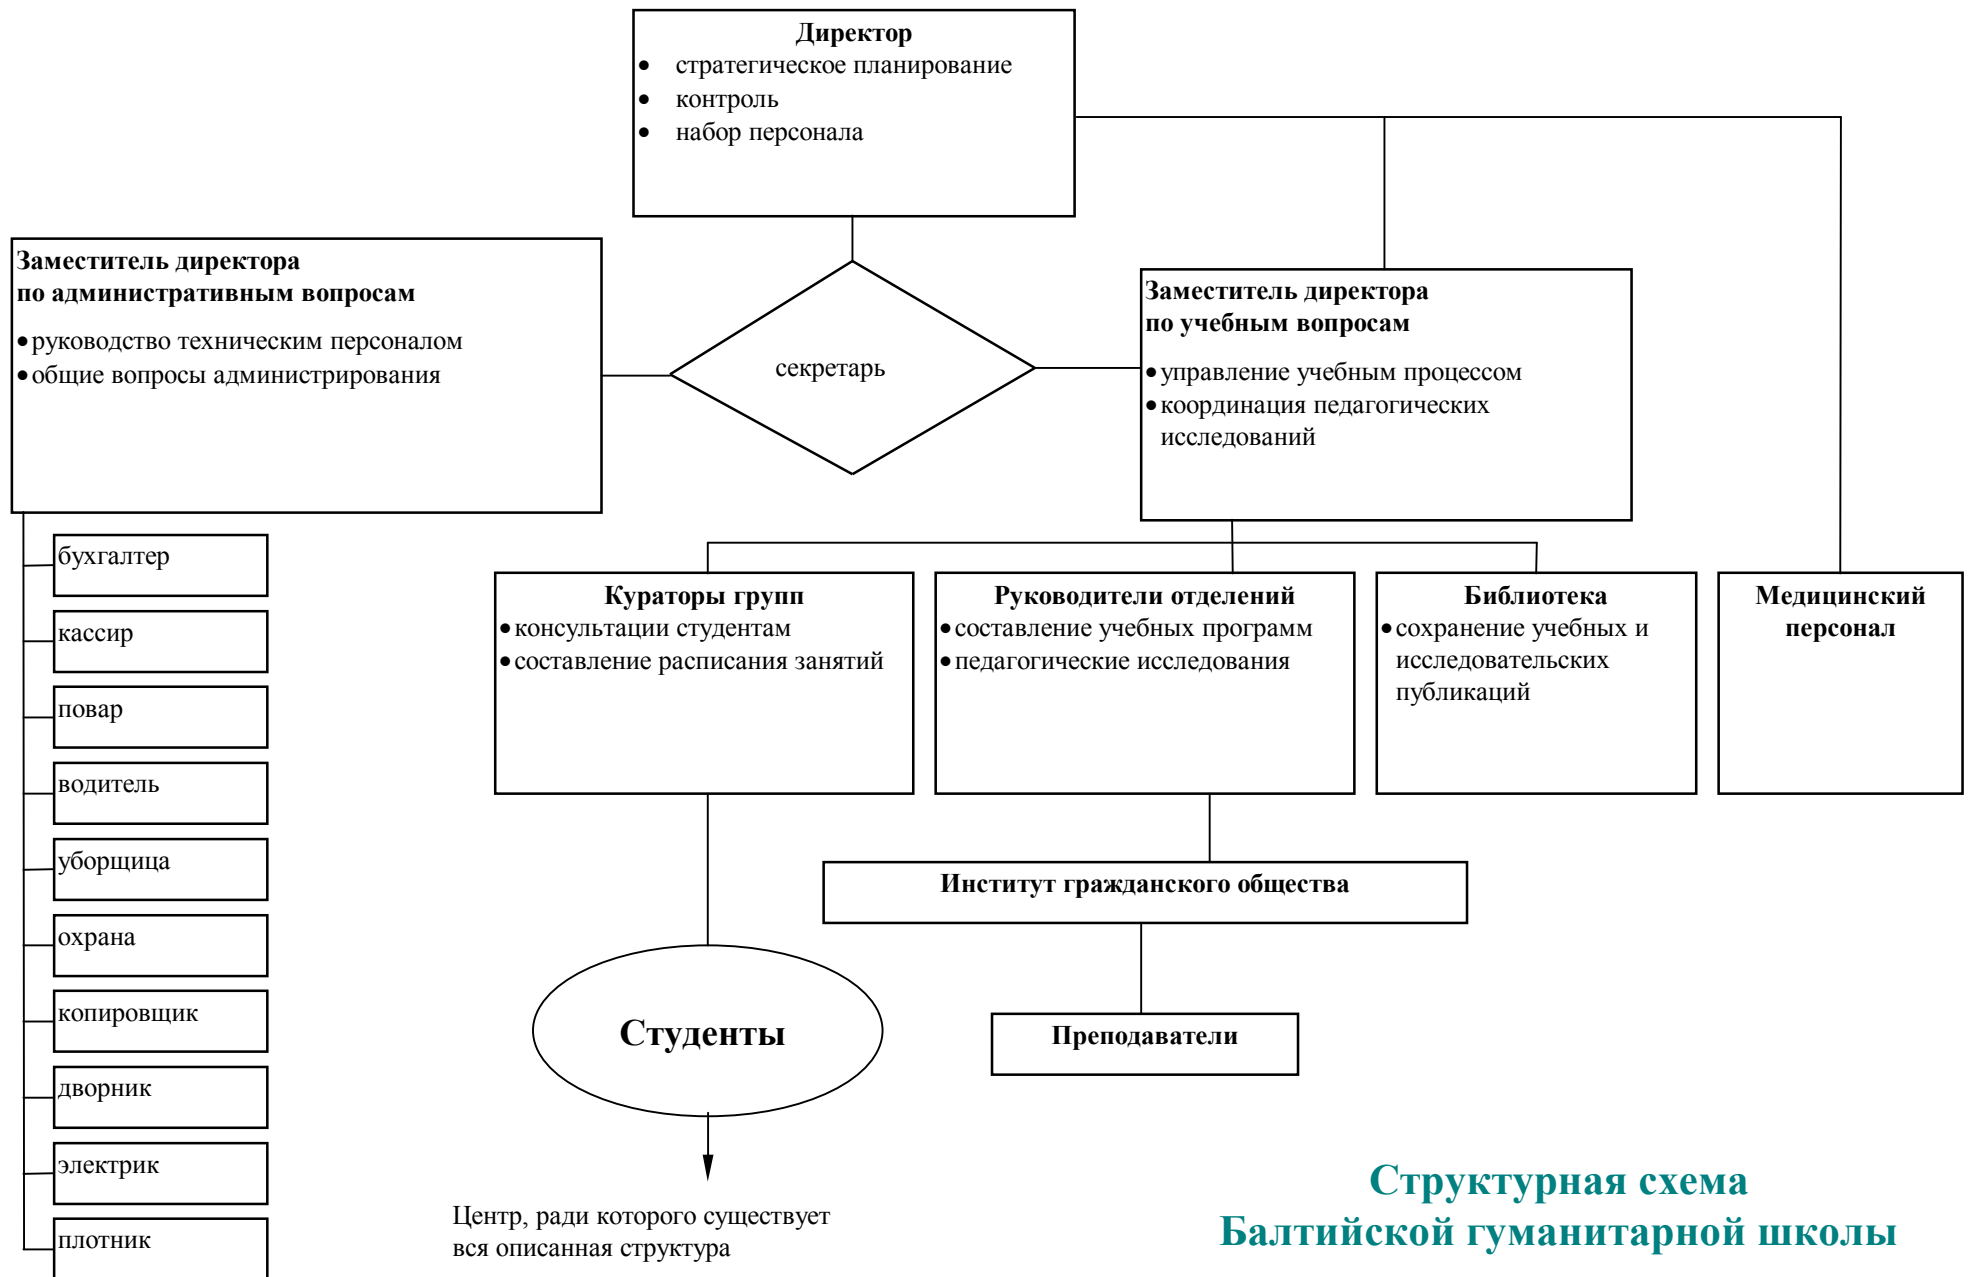 Директор
• стратегическое планирование
• контроль
• набор персонала
Заместитель директора
по административным вопросам
• руководство техническим персоналом
• общие вопросы администрирования
секретарь
Заместитель директора
по учебным вопросам
• управление учебным процессом
• координация педагогических
исследований
бухгалтер
кассир
повар
водитель
уборщица
охрана
копировщик
дворник
электрик
плотник
Кураторы групп
• консультации студентам
• составление расписания занятий
Руководители отделений
• составление учебных программ
• педагогические исследования
Библиотека
• сохранение учебных и
исследовательских
публикаций
Медицинский
персонал
Институт гражданского общества
Студенты
Преподаватели
Центр, ради которого существует
вся описанная структура
Структурная схема
Балтийской гуманитарной школы